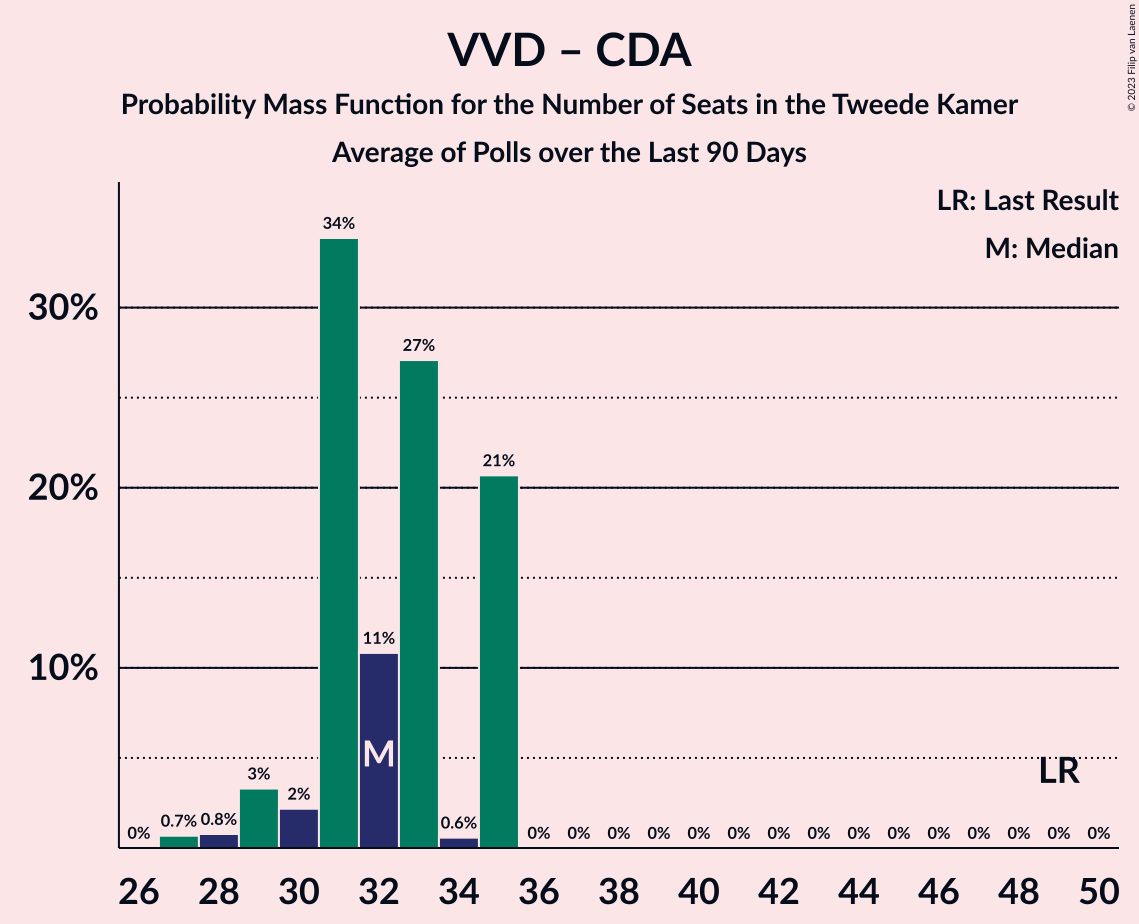 VVD – CDA
Probability Mass Function for the Number of Seats in the Tweede Kamer
Average of Polls over the Last 90 Days
© 2023 Filip van Laenen
LR: Last Result
M: Median
30%
20%
10%
0% 0.7% 0.8% 3% 2% 34% 11% 27% 0.6% 21% 0% 0% 0% 0% 0% 0% 0% 0% 0% 0% 0% 0% 0% 0% 0%
M
LR
26 28 30 32 34 36 38 40 42 44 46 48 50